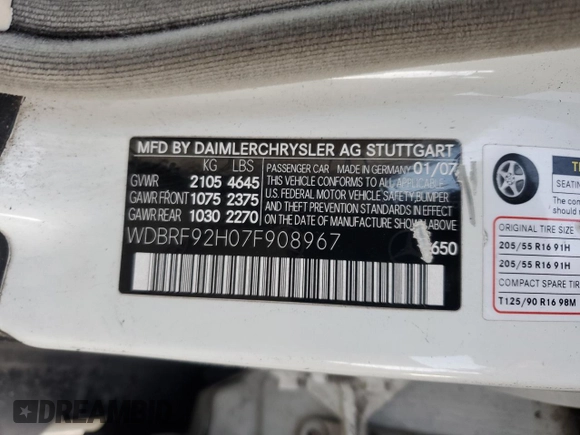 MFD BY DAIMLERCHRYSLER AG STUTTGART
KG LBS
GVWR 2105 4645
GAWR FRONT 1075 2375
GAWR REAR 1030 2270
PASSENGER CAR MADE IN GERMANY 01/07
THIS VEHICLE CONFORMS TO ALL APPLI-
CABLE U.S. FEDERAL MOTOR
VEHICLE SAFETY, BUMPER,
AND THEFT PREVENTION STANDARDS
IN EFFECT ON THE DATE OF
MANUFACTURE SHOWN ABOVE
WDBRF92H07F908967
650
SEATING
ORIGINAL TIRE SIZE
205/55 R16 91H
205/55 R16 91H
COMPACT SPARE TIRE
T125/90 R16 98M
DREAMBID